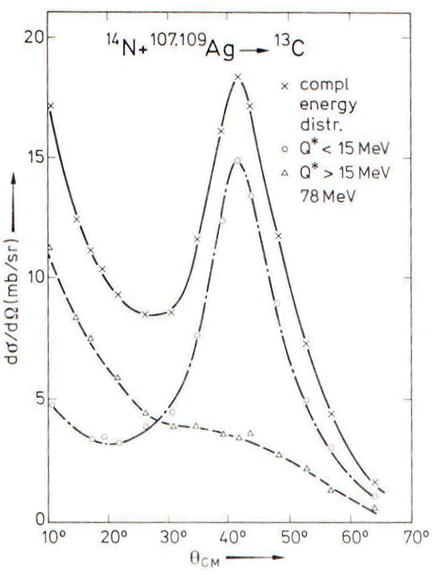 20
¹⁴N+¹⁰⁷·¹⁰⁹Ag → ¹³C
× compl
energy
distr.
○ Q* < 15 MeV
△ Q* > 15 MeV
78 MeV
15
10
5
0
dσ/dΩ (mb/sr) →
10° 20° 30° 40° 50° 60° 70°
θCM →